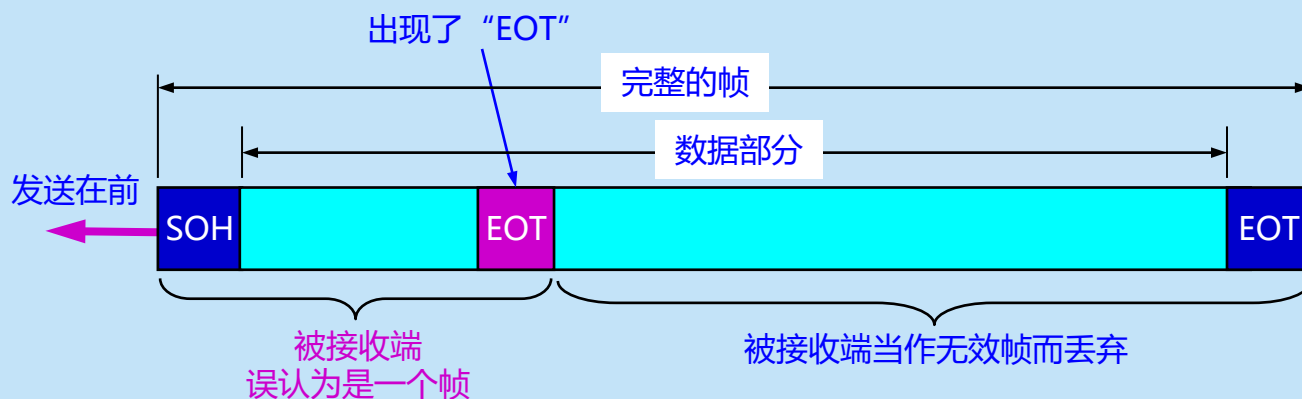 出现了“EOT”
完整的帧
数据部分
发送在前
SOH
EOT
EOT
被接收端
误认为是一个帧
被接收端当作无效帧而丢弃